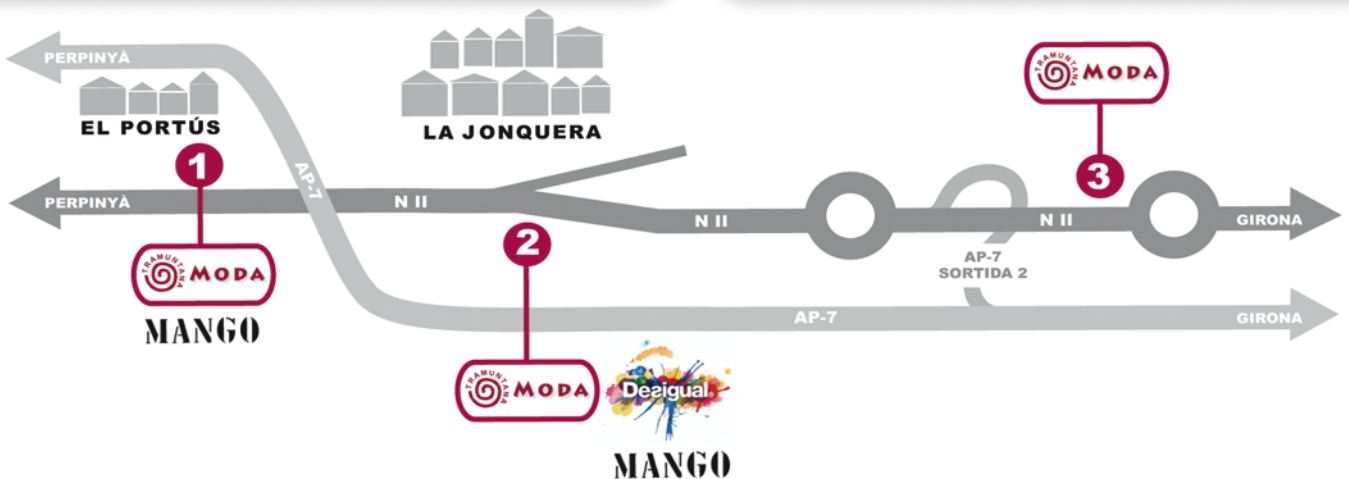 PERPINYÀ
EL PORTÚS
LA JONQUERA
TRAMUNTANA MODA
1
3
AP-7
PERPINYÀ
N II
N II
N II
GIRONA
2
TRAMUNTANA MODA
MANGO
AP-7
SORTIDA 2
AP-7
GIRONA
TRAMUNTANA MODA
Desigual.
MANGO